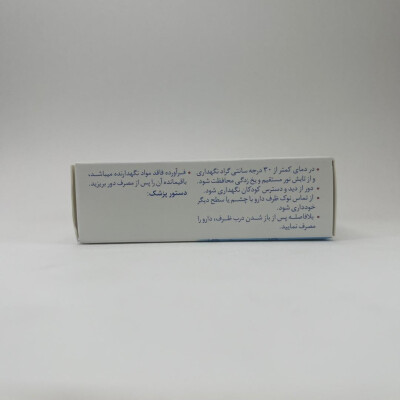 • در دمای کمتر از ۳۰ درجه سانتی گراد نگهداری
و از تابش نور مستقیم و یخ زدگی محافظت شود.
• دور از دید و دسترس کودکان نگهداری شود.
• از تماس نوک ظرف دارو با چشم یا سطح دیگر
خودداری شود.
• بلافاصله پس از باز شدن درب ظرف، دارو را
مصرف نمایید.
• فرآورده فاقد مواد نگهدارنده میباشد،
باقیمانده آن را پس از مصرف دور بریزید.
دستور پزشک: